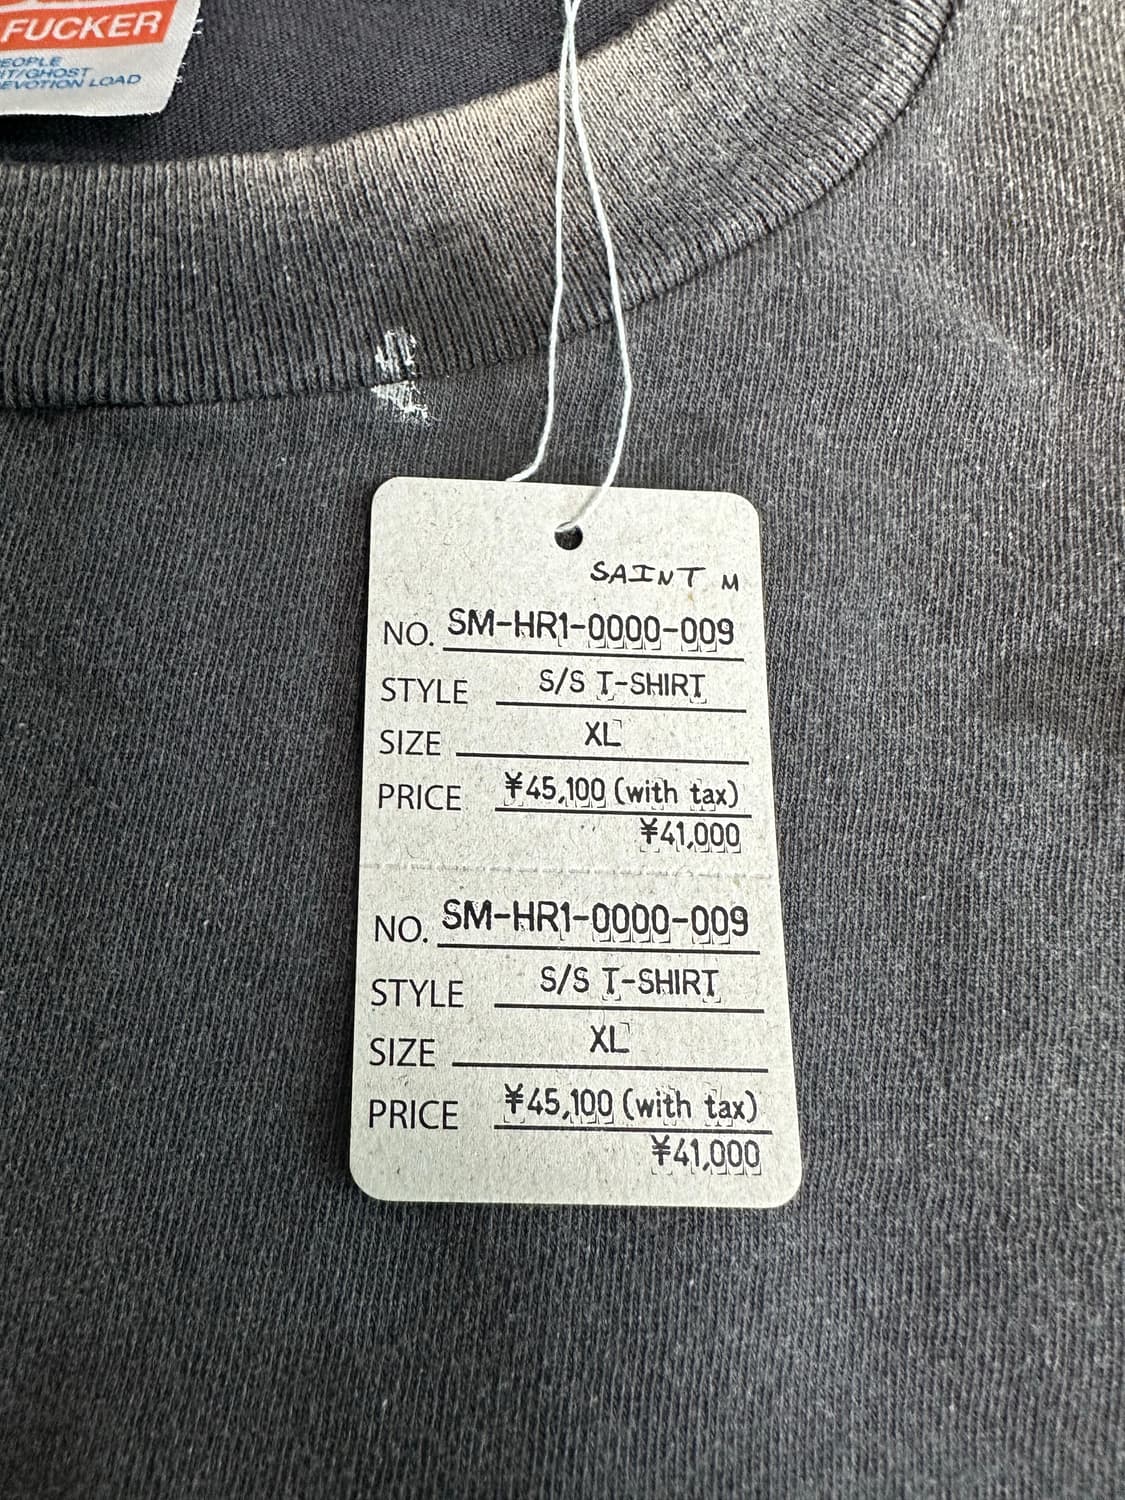 FUCKER
EOPLE
IT/GHOST
EVOTION LOAD
SAINT M
NO. SM-HR1-0000-009
STYLE S/S T-SHIRT
SIZE XL
PRICE ¥45,100 (with tax)
¥41,000
NO. SM-HR1-0000-009
STYLE S/S T-SHIRT
SIZE XL
PRICE ¥45,100 (with tax)
¥41,000